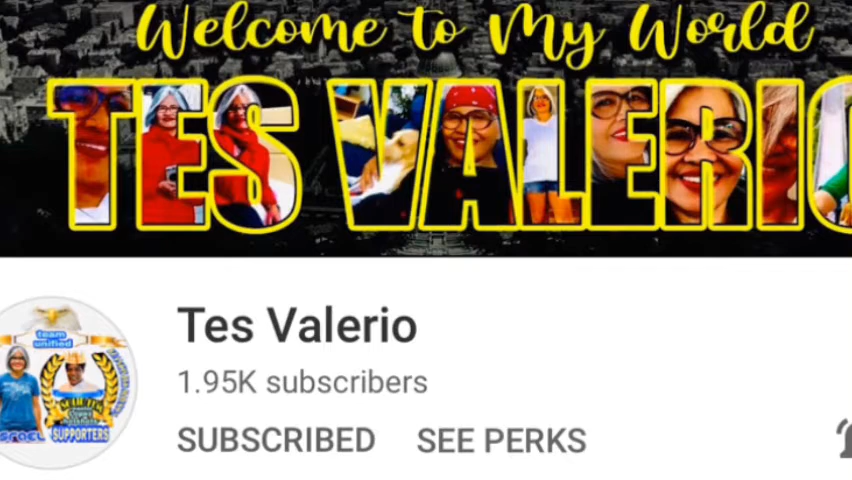 Welcome to My World
TES VALERIO
Tes Valerio
1.95K subscribers
SUBSCRIBED SEE PERKS
team
unified
SUPPORTERS